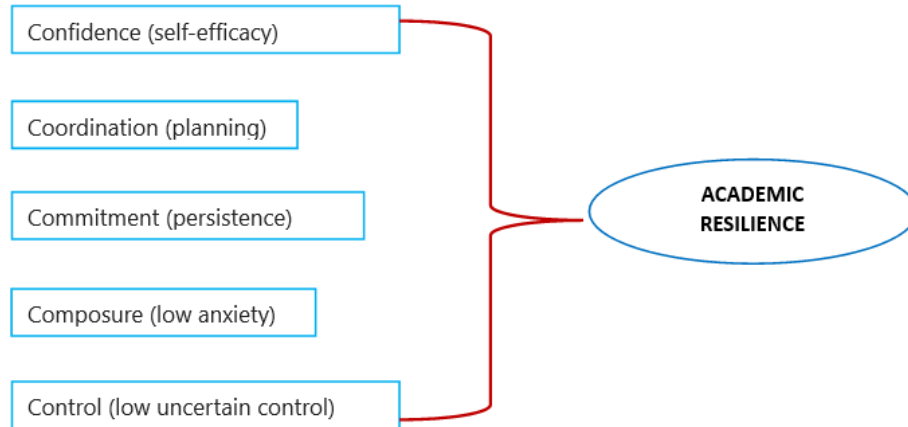 Confidence (self-efficacy)
Coordination (planning)
Commitment (persistence)
Composure (low anxiety)
Control (low uncertain control)
ACADEMIC
RESILIENCE